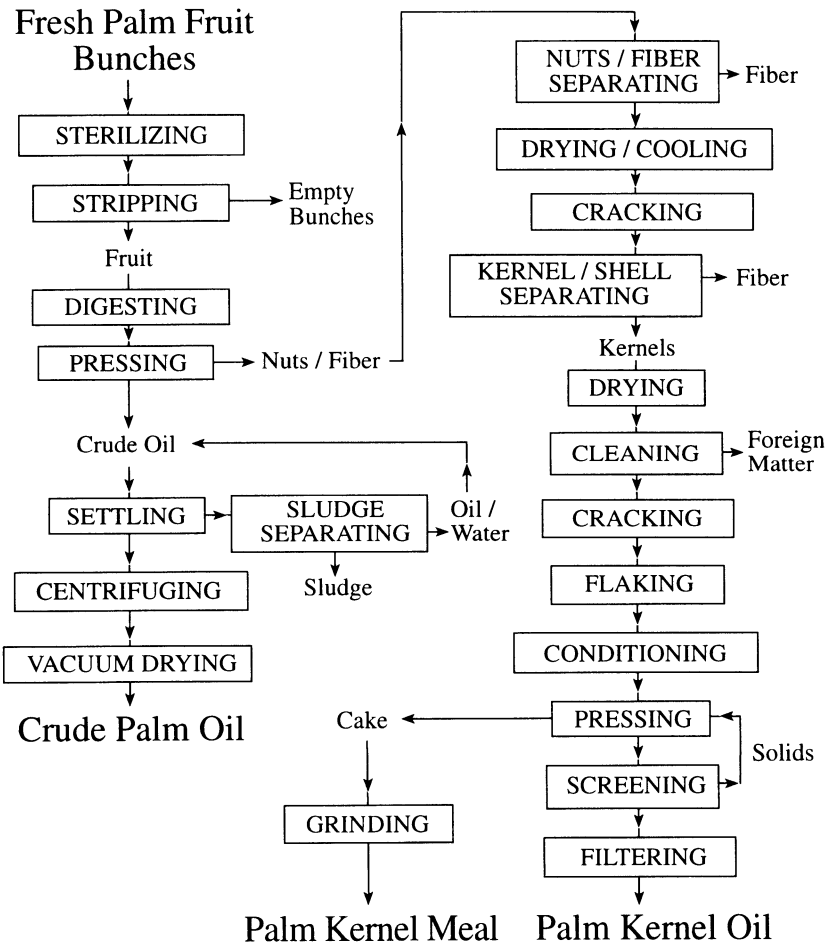 Fresh Palm Fruit
Bunches
STERILIZING
STRIPPING
Empty
Bunches
Fruit
DIGESTING
PRESSING
Nuts / Fiber
Crude Oil
SETTLING
SLUDGE
SEPARATING
Oil /
Water
Sludge
CENTRIFUGING
VACUUM DRYING
Crude Palm Oil
NUTS / FIBER
SEPARATING
Fiber
DRYING / COOLING
CRACKING
KERNEL / SHELL
SEPARATING
Fiber
Kernels
DRYING
CLEANING
Foreign
Matter
CRACKING
FLAKING
CONDITIONING
PRESSING
Solids
SCREENING
FILTERING
Palm Kernel Oil
Cake
GRINDING
Palm Kernel Meal